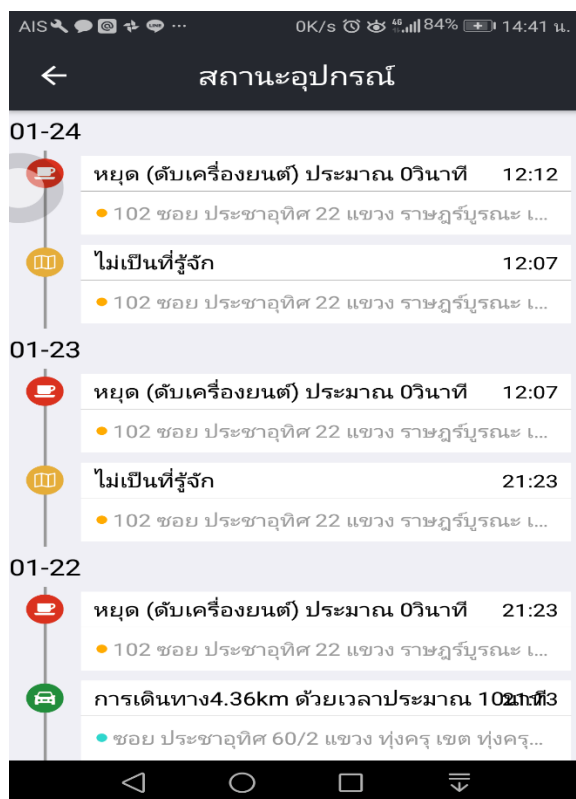 AIS ... 0K/s 46 84% 14:41 น.
สถานะอุปกรณ์
01-24
หยุด (ดับเครื่องยนต์) ประมาณ 0วินาที 12:12
102 ซอย ประชาอุทิศ 22 แขวง ราษฎร์บูรณะ เ...
ไม่เป็นที่รู้จัก 12:07
102 ซอย ประชาอุทิศ 22 แขวง ราษฎร์บูรณะ เ...
01-23
หยุด (ดับเครื่องยนต์) ประมาณ 0วินาที 12:07
102 ซอย ประชาอุทิศ 22 แขวง ราษฎร์บูรณะ เ...
ไม่เป็นที่รู้จัก 21:23
102 ซอย ประชาอุทิศ 22 แขวง ราษฎร์บูรณะ เ...
01-22
หยุด (ดับเครื่องยนต์) ประมาณ 0วินาที 21:23
102 ซอย ประชาอุทิศ 22 แขวง ราษฎร์บูรณะ เ...
การเดินทาง4.36km ด้วยเวลาประมาณ
ซอย ประชาอุทิศ 60/2 แขวง ทุ่งครุ เขต ทุ่งครุ...